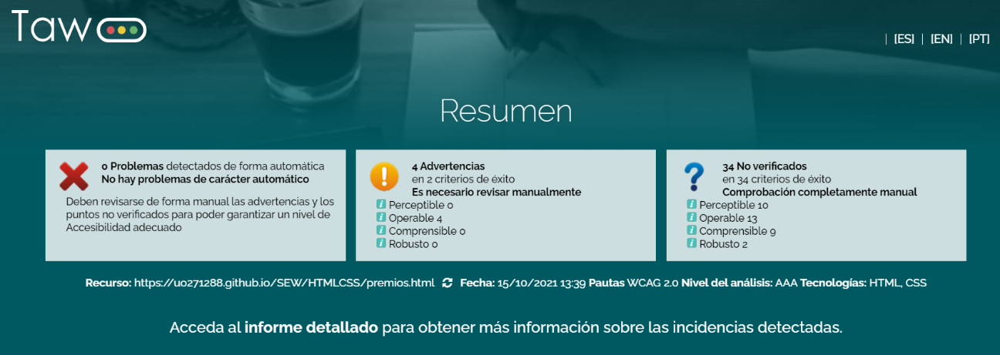 Taw
| [ES] | [EN] | [PT]
Resumen
0 Problemas detectados de forma automática
No hay problemas de carácter automático
Deben revisarse de forma manual las advertencias y los
puntos no verificados para poder garantizar un nivel de
Accesibilidad adecuado
4 Advertencias
en 2 criterios de éxito
Es necesario revisar manualmente
Perceptible 0
Operable 4
Comprensible 0
Robusto 0
34 No verificados
en 34 criterios de éxito
Comprobación completamente manual
Perceptible 10
Operable 13
Comprensible 9
Robusto 2
Recurso: https://uo271288.github.io/SEW/HTMLCSS/premios.html Fecha: 15/10/2021 13:39 Pautas WCAG 2.0 Nivel del análisis: AAA Tecnologías: HTML, CSS
Acceda al informe detallado para obtener más información sobre las incidencias detectadas.